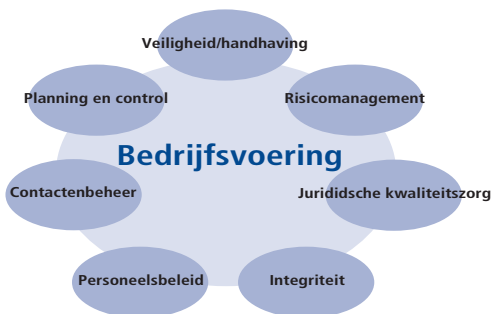 Veiligheid/handhaving
Planning en control
Risicomanagement
Bedrijfsvoering
Contactenbeheer
Jurididsche kwaliteitszorg
Personeelsbeleid
Integriteit